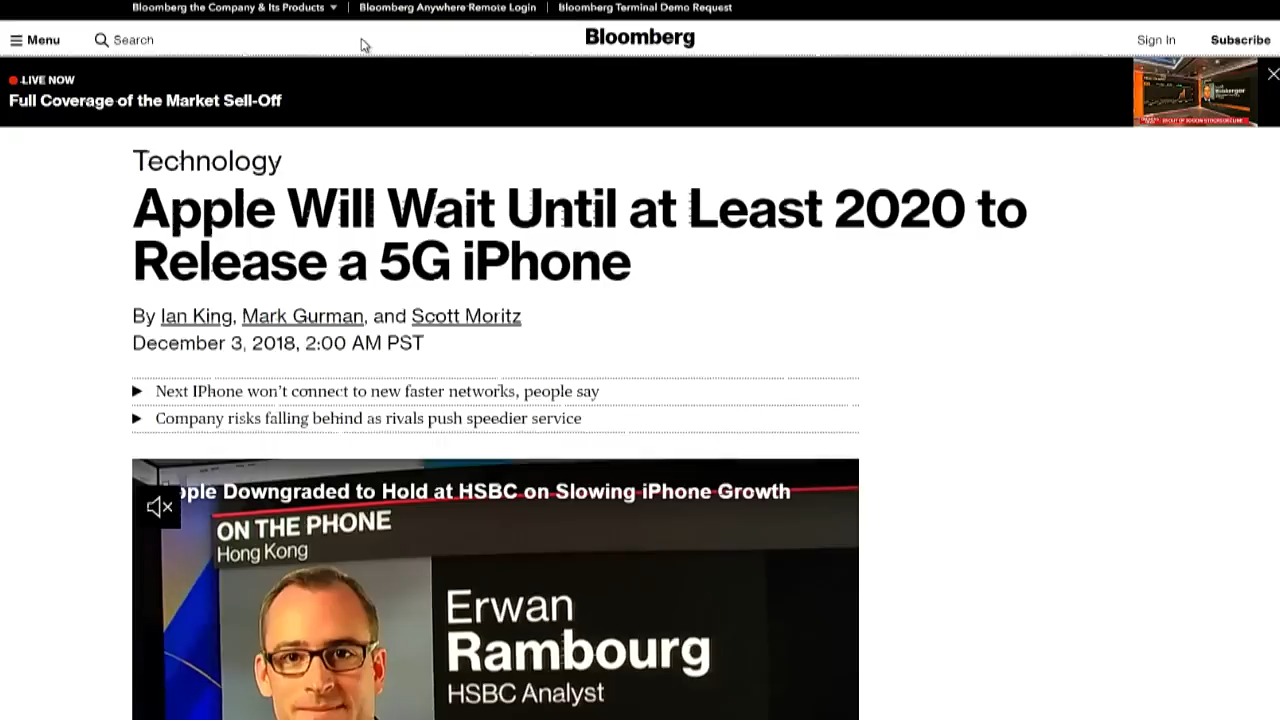 Bloomberg the Company & Its Products
Bloomberg Anywhere Remote Login
Bloomberg Terminal Demo Request
Menu
Search
Bloomberg
Sign In
Subscribe
LIVE NOW
Full Coverage of the Market Sell-Off
Technology
Apple Will Wait Until at Least 2020 to
Release a 5G iPhone
By Ian King, Mark Gurman, and Scott Moritz
December 3, 2018, 2:00 AM PST
Next IPhone won't connect to new faster networks, people say
Company risks falling behind as rivals push speedier service
pple Downgraded to Hold at HSBC on Slowing iPhone Growth
ON THE PHONE
Hong Kong
Erwan
Rambourg
HSBC Analyst